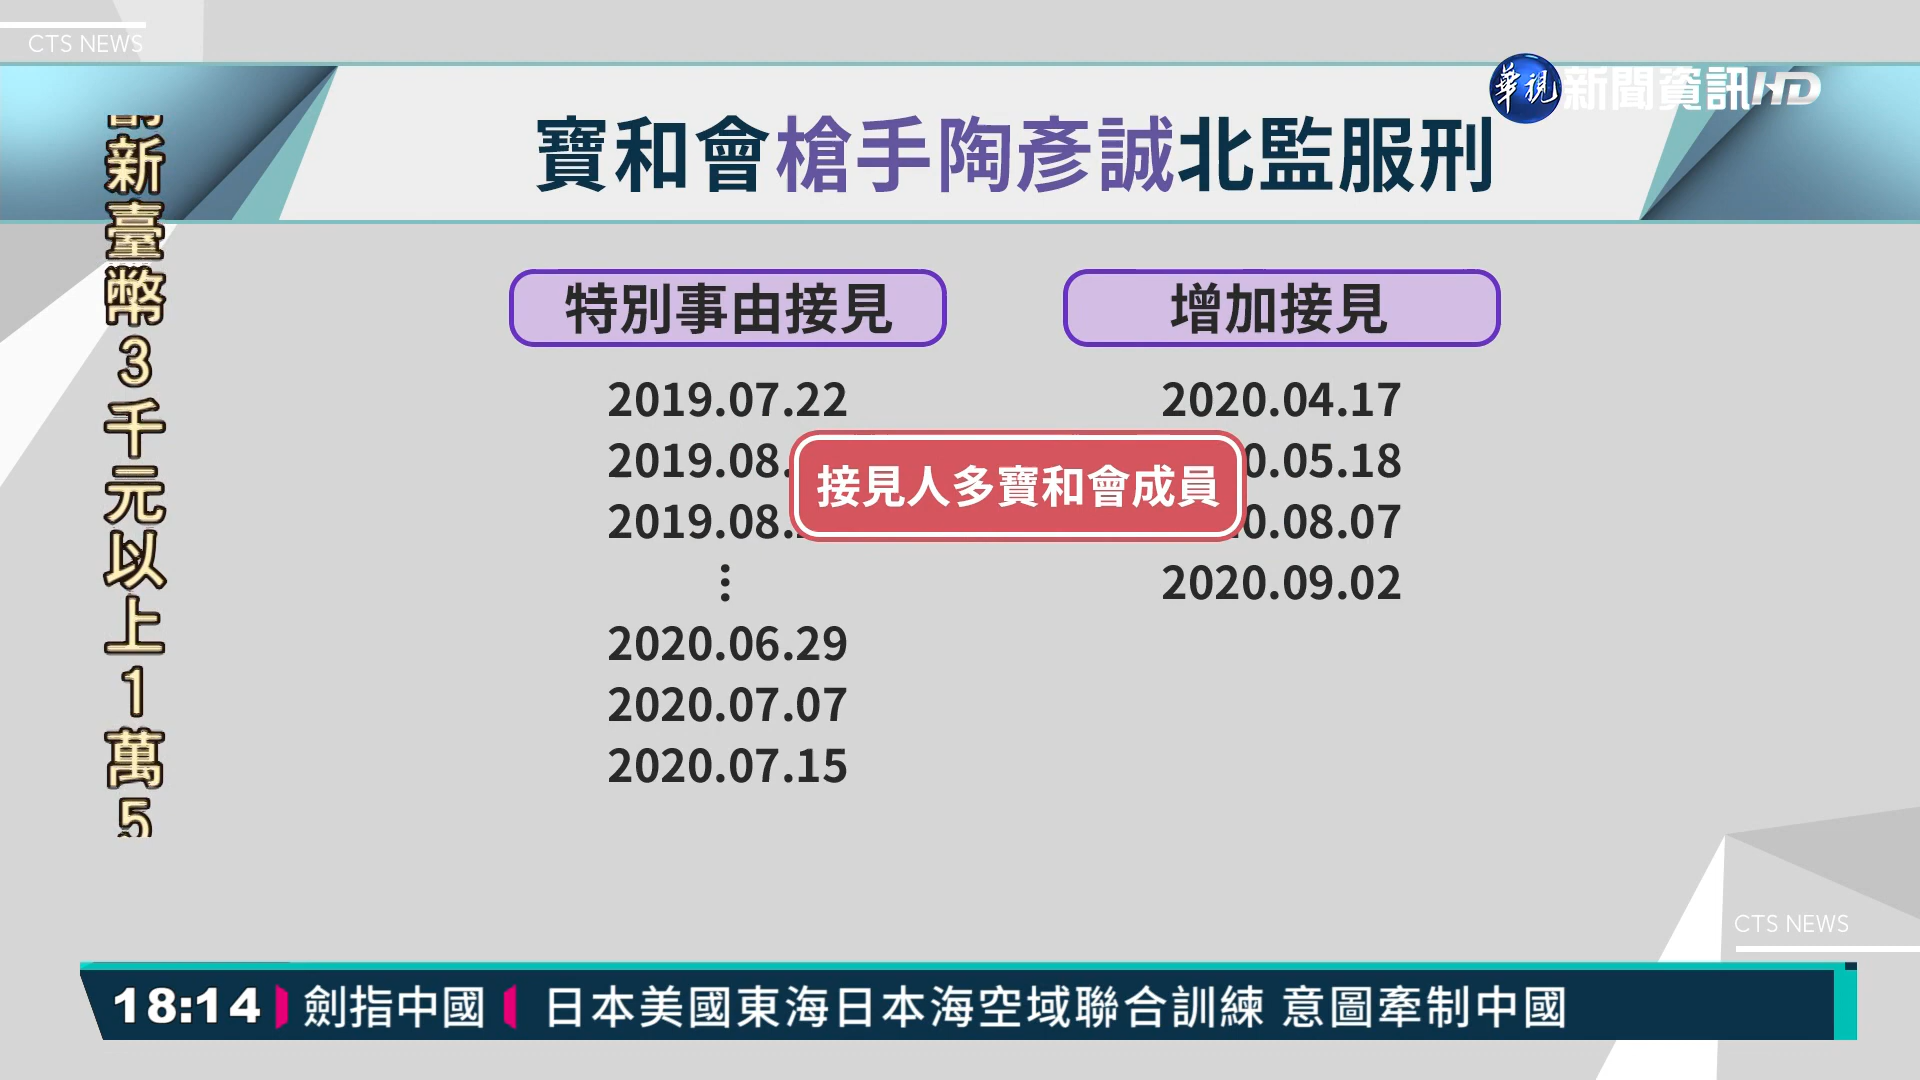 CTS NEWS
華視新聞資訊HD
寶和會槍手陶彥誠北監服刑
新臺幣3千元以上1萬5
特別事由接見
增加接見
2019.07.22
2020.04.17
2019.08.
0.05.18
接見人多寶和會成員
2019.08.
0.08.07
⋮
2020.09.02
2020.06.29
2020.07.07
2020.07.15
CTS NEWS
18:14 劍指中國 日本美國東海日本海空域聯合訓練 意圖牽制中國